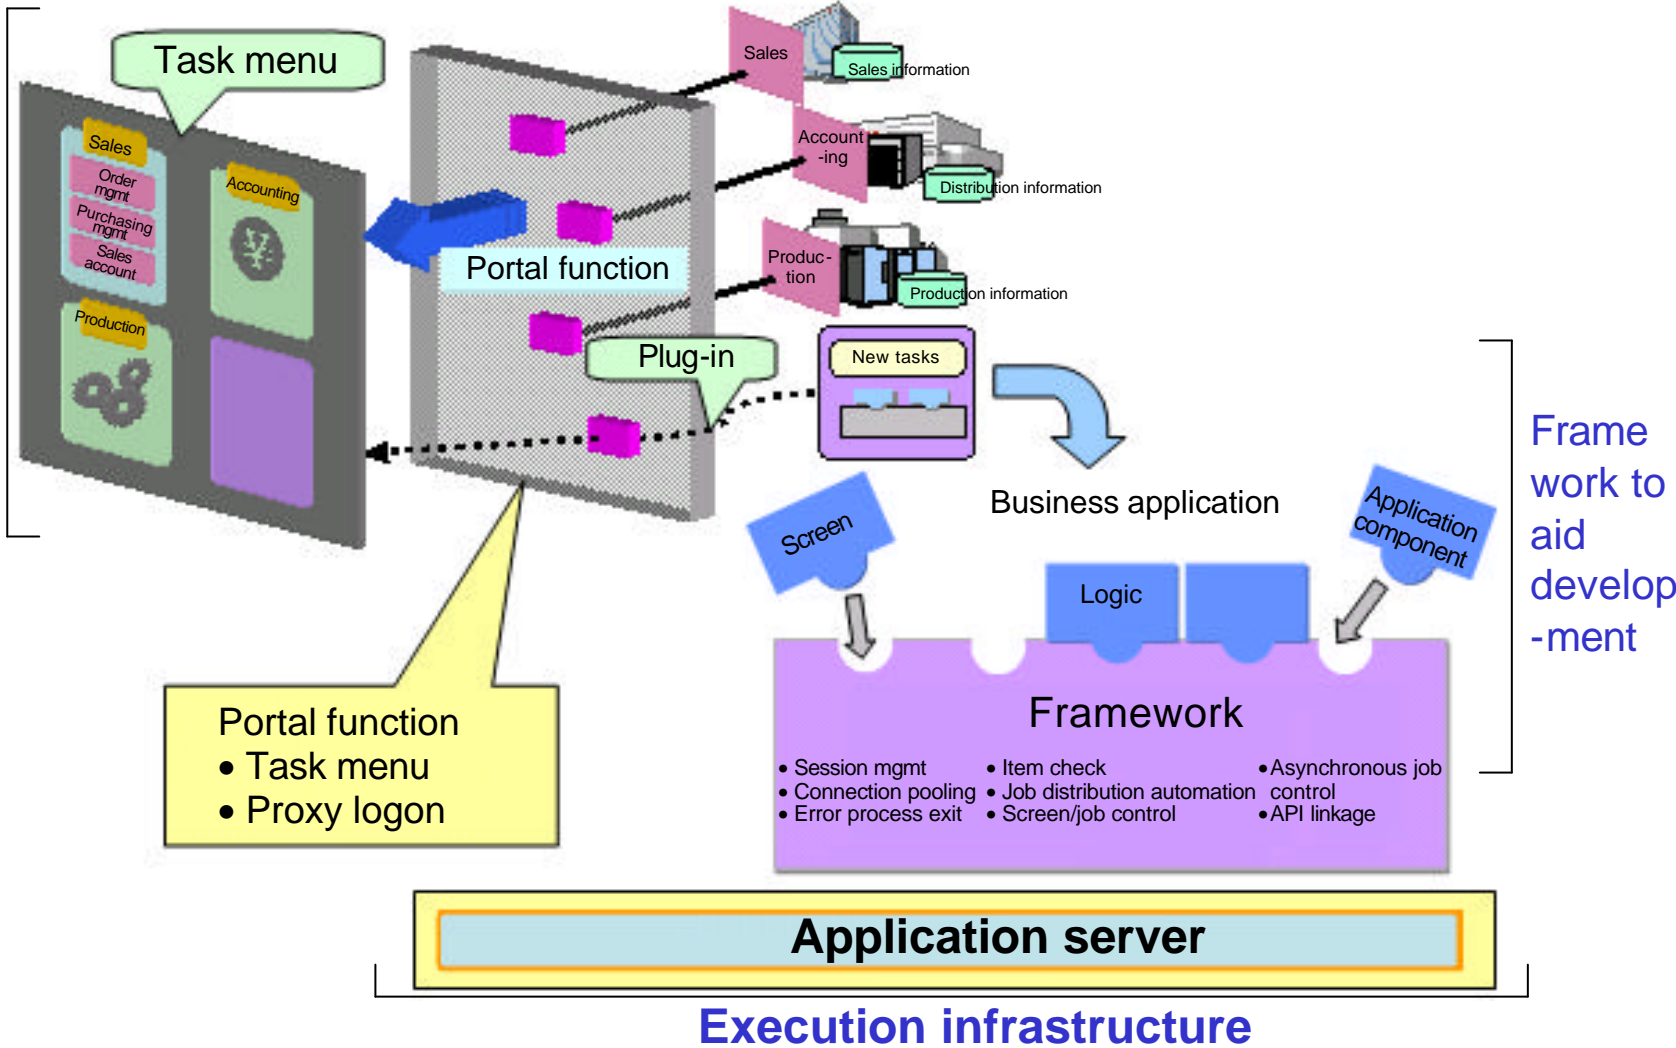 Task menu
Sales
Order
mgmt
Purchasing
mgmt
Sales
account
Accounting
Production
Portal function
Plug-in
Sales
Sales information
Account
-ing
Distribution information
Produc-
tion
Production information
New tasks
Business application
Screen
Logic
Application
component
Frame
work to
aid
develop
-ment
Portal function
• Task menu
• Proxy logon
Framework
• Session mgmt
• Connection pooling
• Error process exit
• Item check
• Job distribution automation
• Screen/job control
• Asynchronous job
control
• API linkage
Application server
Execution infrastructure